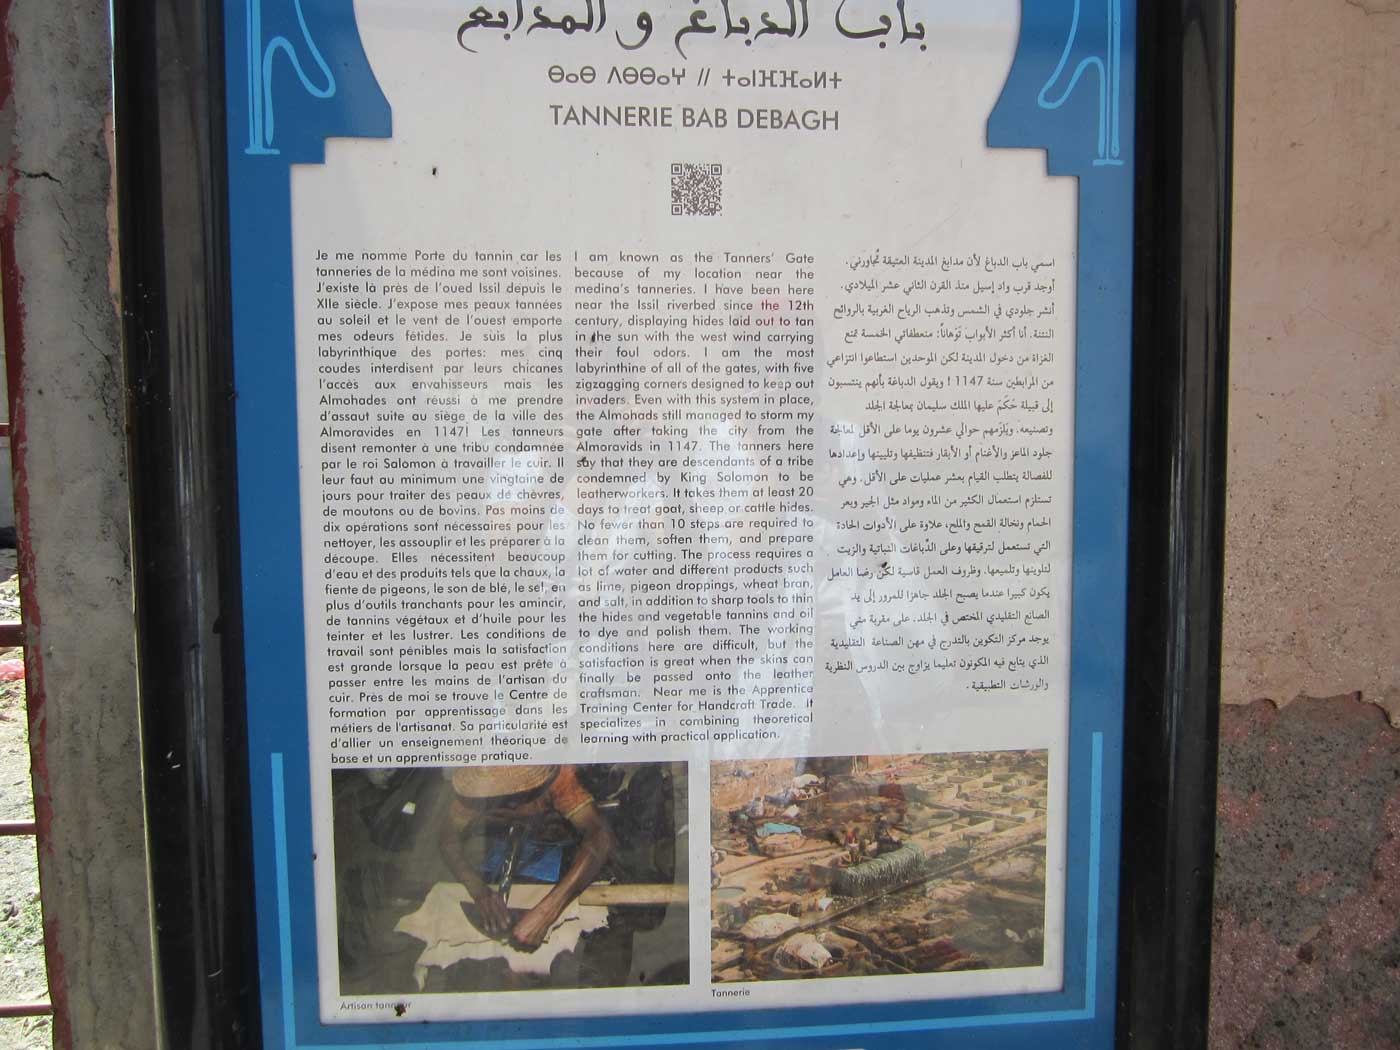 باب الدباغ و المدابغ
ⴱⴰⴱ ⴷⴱⴱⴰⵖ // ⵜⴰⵏⴼⴼⴰⵍⵜ
TANNERIE BAB DEBAGH
Je me nomme Porte du tannin car les
tanneries de la médina me sont voisines.
J'existe là près de l'oued Issil depuis le
XIIe siècle. J'expose mes peaux tannées
au soleil et le vent de l'ouest emporte
mes odeurs fétides. Je suis la plus
labyrinthique des portes: mes cinq
coudes interdisent par leurs chicanes
l'accès aux envahisseurs mais les
Almohades ont réussi à me prendre
d'assaut suite au siège de la ville des
Almoravides en 1147! Les tanneurs
disent remonter à une tribu condamnée
par le roi Salomon à travailler le cuir. Il
leur faut au minimum une vingtaine de
jours pour traiter des peaux de chèvres,
de moutons ou de bovins. Pas moins de
dix opérations sont nécessaires pour les
nettoyer, les assouplir et les préparer à la
découpe. Elles nécessitent beaucoup
d'eau et des produits tels que la chaux, la
fiente de pigeons, le son de blé, le sel, en
plus d'outils tranchants pour les amincir,
de tannins végétaux et d'huile pour les
teinter et les lustrer. Les conditions de
travail sont pénibles mais la satisfaction
est grande lorsque la peau est prête à
passer entre les mains de l'artisan du
cuir. Près de moi se trouve le Centre de
formation par apprentissage dans les
métiers de l'artisanat. Sa particularité est
d'allier un enseignement théorique de
base et un apprentissage pratique.
I am known as the Tanners' Gate
because of my location near the
medina's tanneries. I have been here
near the Issil riverbed since the 12th
century, displaying hides laid out to tan
in the sun with the west wind carrying
their foul odors. I am the most
labyrinthine of all of the gates, with five
zigzagging corners designed to keep out
invaders. Even with this system in place,
the Almohads still managed to storm my
gate after taking the city from the
Almoravids in 1147. The tanners here
say that they are descendants of a tribe
condemned by King Solomon to be
leatherworkers. It takes them at least 20
days to treat goat, sheep or cattle hides.
No fewer than 10 steps are required to
clean them, soften them, and prepare
them for cutting. The process requires a
lot of water and different products such
as lime, pigeon droppings, wheat bran,
and salt, in addition to sharp tools to thin
the hides and vegetable tannins and oil
to dye and polish them. The working
conditions here are difficult, but the
satisfaction is great when the skins can
finally be passed onto the leather
craftsman. Near me is the Apprentice
Training Center for Handcraft Trade. It
specializes in combining theoretical
learning with practical application.
اسمي باب الدباغ لأن مدابغ المدينة العتيقة تُجاورني.
أوجد قرب واد إسيل منذ القرن الثاني عشر الميلادي.
أنشر جلودي في الشمس وتذهب الرياح الغربية بالروائح
النتنة. أنا أكثر الأبواب تَوَهاناً: منعطفاتي الخمسة تمنع
الغزاة من دخول المدينة لكن الموحدين استطاعوا انتزاعي
من المرابطين سنة 1147 ! ويقول الدباغة بأنهم ينتسبون
إلى قبيلة حَكَمَ عليها الملك سليمان بمعالجة الجلد
وتصنيعه. ويَلزمهم حوالي عشرون يوما على الأقل لمعالجة
جلود الماعز والأغنام أو الأبقار فتنظيفها وتليينها وإعدادها
للفصالة يتطلب القيام بعشر عمليات على الأقل. وهي
تستلزم استعمال الكثير من الماء ومواد مثل الجير وبعر
الحمام ونخالة القمح والملح، علاوة على الأدوات الحادة
التي تستعمل لترقيقها وعلى الدِّباغات النباتية والزيت
لتلوينها وتلميعها. وظروف العمل قاسية لكن رضا العامل
يكون كبيرا عندما يصبح الجلد جاهزا للمرور إلى يد
الصانع التقليدي المختص في الجلد. على مقربة مني
يوجد مركز التكوين بالتدرج في مهن الصناعة التقليدية
الذي يتابع فيه المكونون تعليما يزاوج بين الدروس النظرية
والورشات التطبيقية .
Artisan tanneur
Tannerie